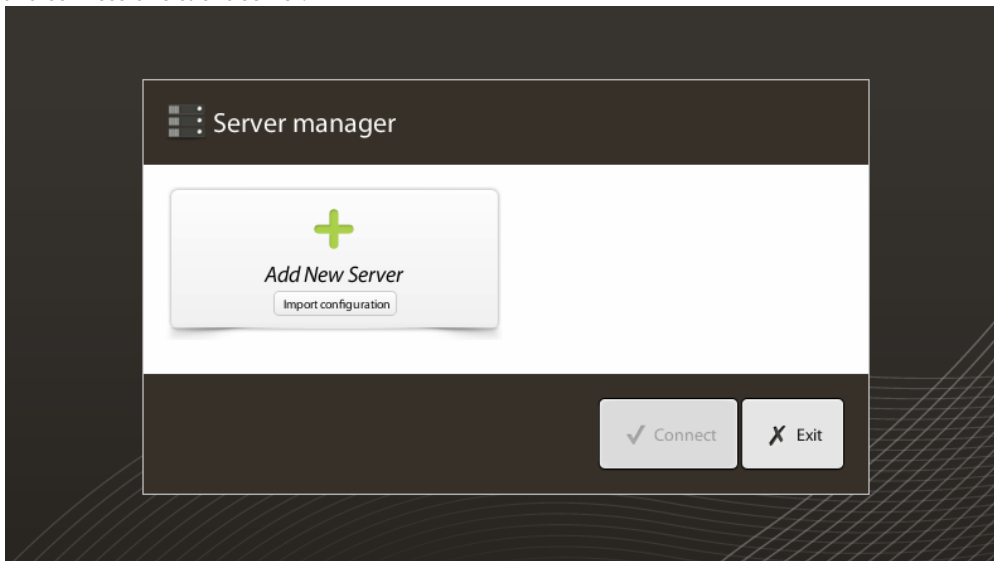 Server manager
Add New Server
Import configuration
Connect
Exit